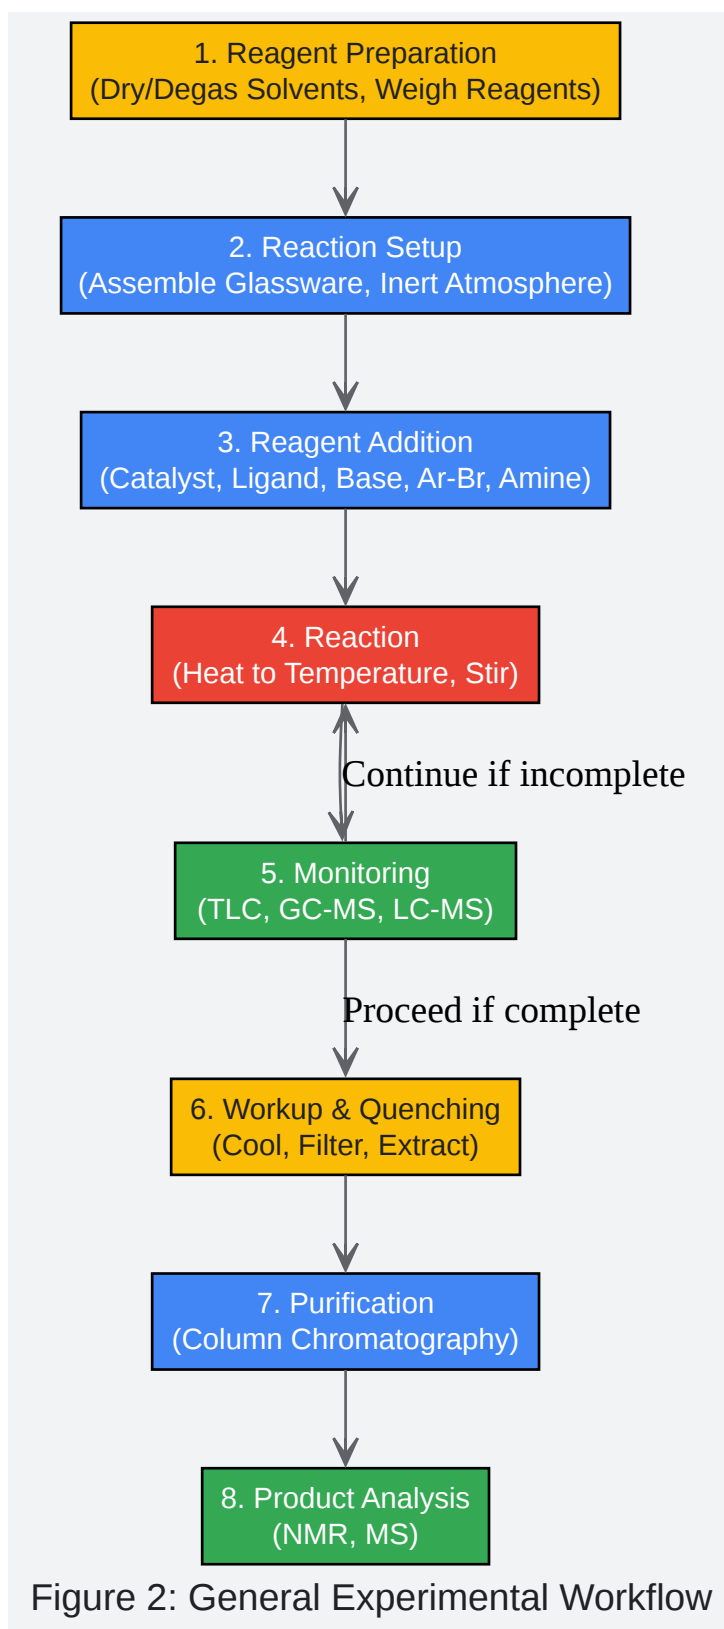 1. Reagent Preparation
(Dry/Degas Solvents, Weigh Reagents)
2. Reaction Setup
(Assemble Glassware, Inert Atmosphere)
3. Reagent Addition
(Catalyst, Ligand, Base, Ar-Br, Amine)
4. Reaction
(Heat to Temperature, Stir)
Continue if incomplete
5. Monitoring
(TLC, GC-MS, LC-MS)
Proceed if complete
6. Workup & Quenching
(Cool, Filter, Extract)
7. Purification
(Column Chromatography)
8. Product Analysis
(NMR, MS)
Figure 2: General Experimental Workflow